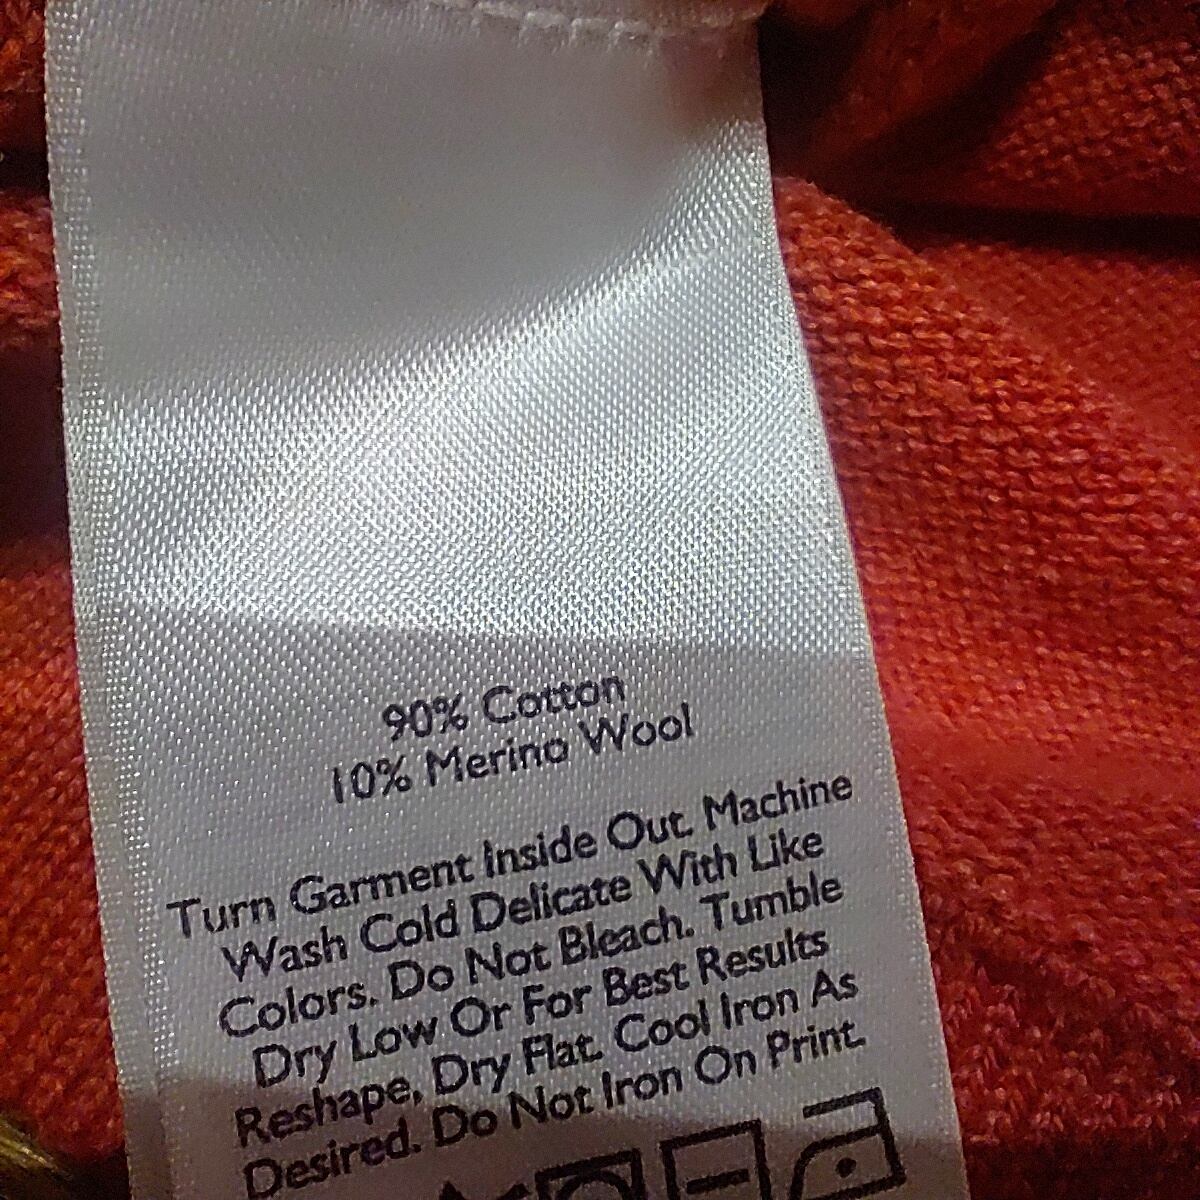 90% Cotton
10% Merino Wool
Turn Garment Inside Out. Machine
Wash Cold Delicate With Like
Colors. Do Not Bleach. Tumble
Dry Low Or For Best Results
Reshape, Dry Flat. Cool Iron As
Desired. Do Not Iron On Print.